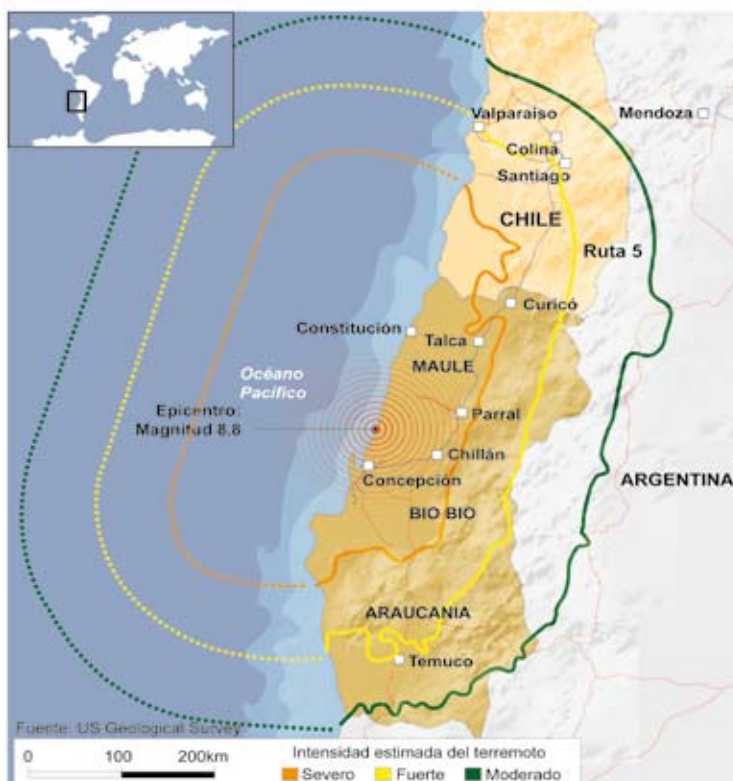 Valparaíso
Mendoza
Colina
Santiago
CHILE
Ruta 5
Curicó
Constitución
Talca
MAULE
Océano
Pacífico
Epicentro:
Magnitud 8,8
Parral
Chillán
Concepción
ARGENTINA
BIO BIO
ARAUCANIA
Temuco
Fuente: US Geological Survey
0 100 200km
Intensidad estimada del terremoto
Severo Fuerte Moderado